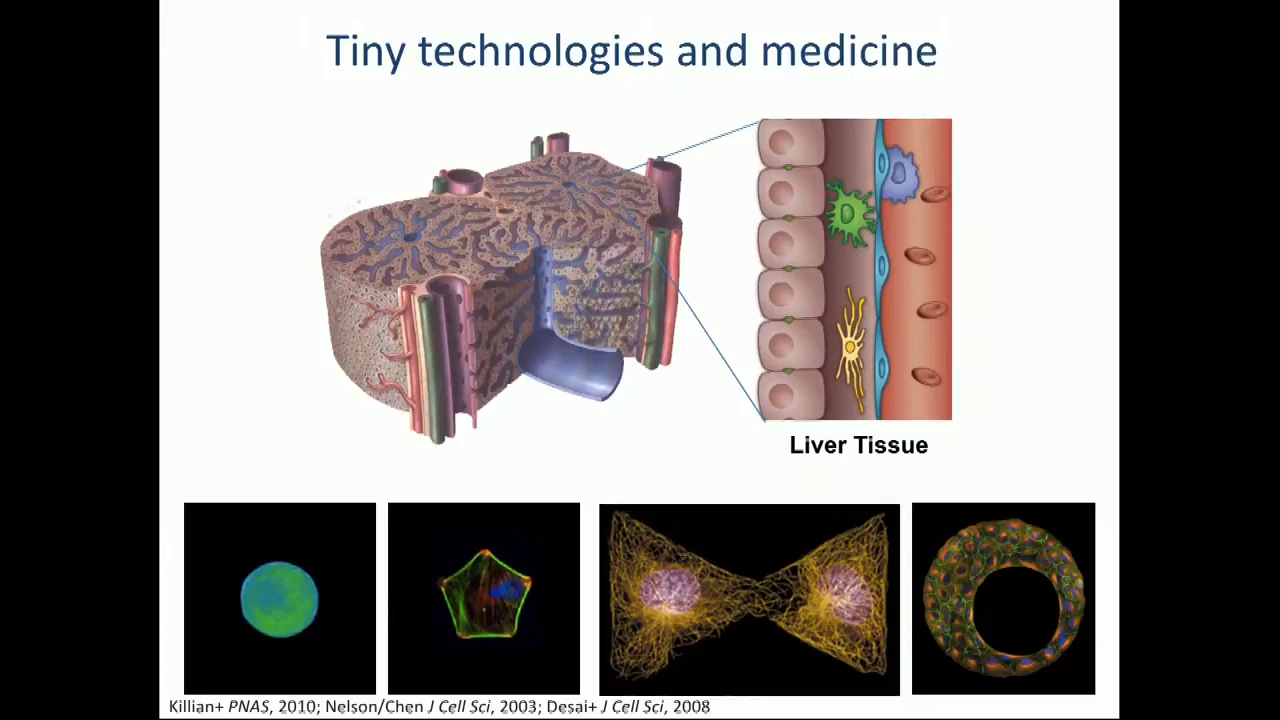 Tiny technologies and medicine
Liver Tissue
Killian+ PNAS, 2010; Nelson/Chen J Cell Sci, 2003; Desai+ J Cell Sci, 2008